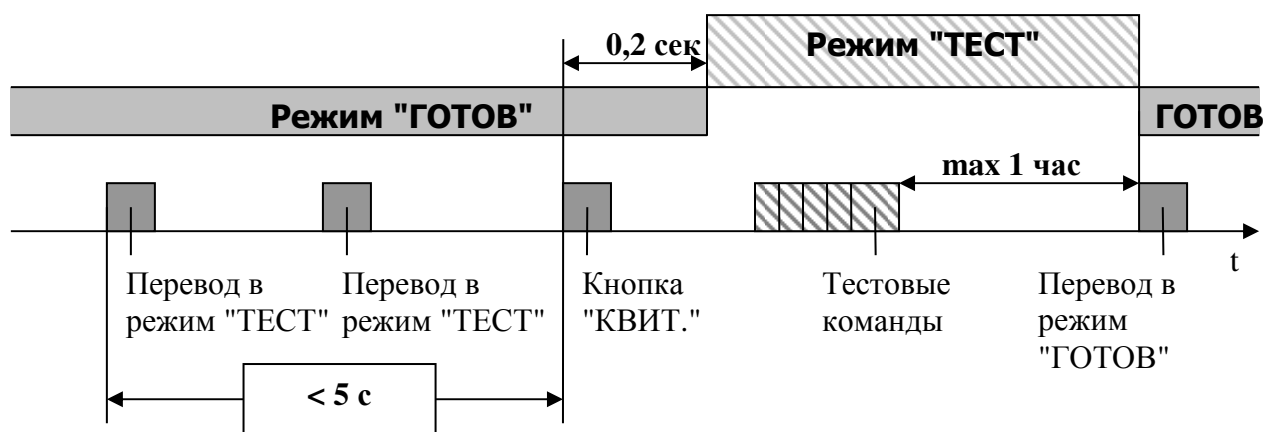 0,2 сек
Режим "ТЕСТ"
Режим "ГОТОВ"
ГОТОВ
max 1 час
t
Перевод в
режим "ТЕСТ"
Перевод в
режим "ТЕСТ"
Кнопка
"КВИТ."
Тестовые
команды
Перевод в
режим
"ГОТОВ"
< 5 с